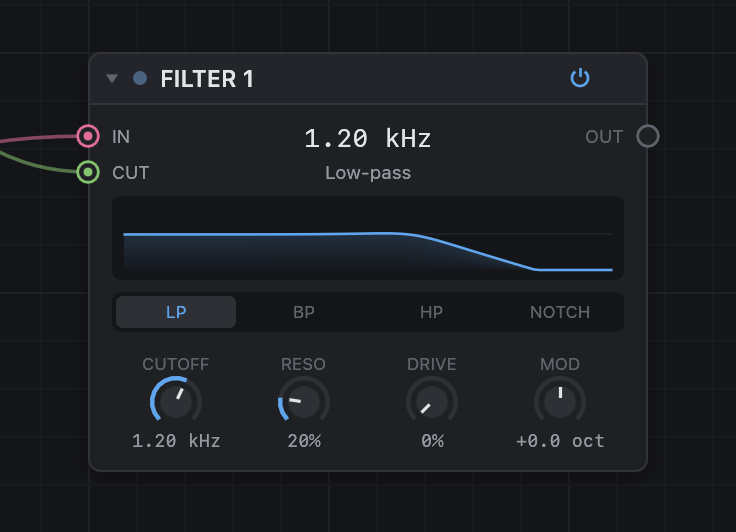 FILTER 1
IN 1.20 kHz OUT
CUT Low-pass
LP BP HP NOTCH
CUTOFF RESO DRIVE MOD
1.20 kHz 20% 0% +0.0 oct